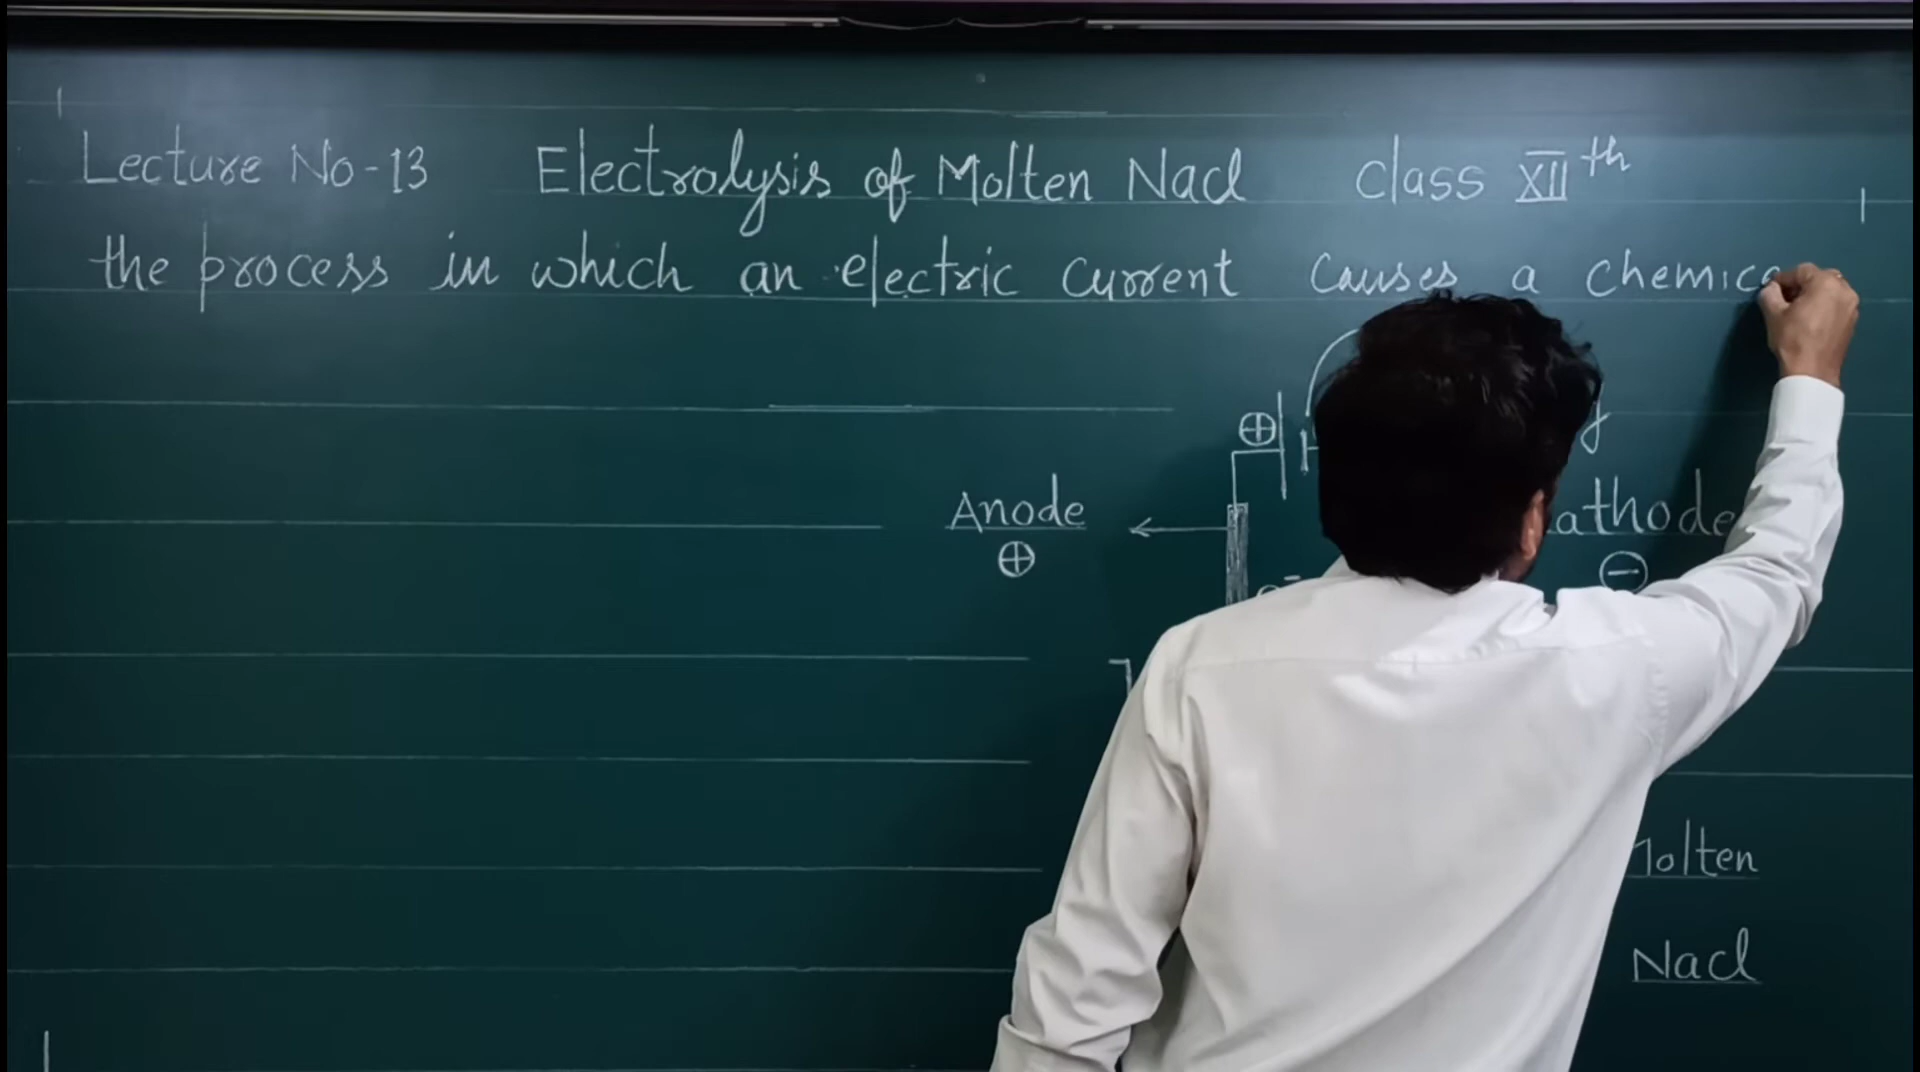 Lecture No-13 Electrolysis of Molten Nacl class XII th
the process in which an electric current causes a chemica
⊕
Anode athode
⊕ −
olten
Nacl